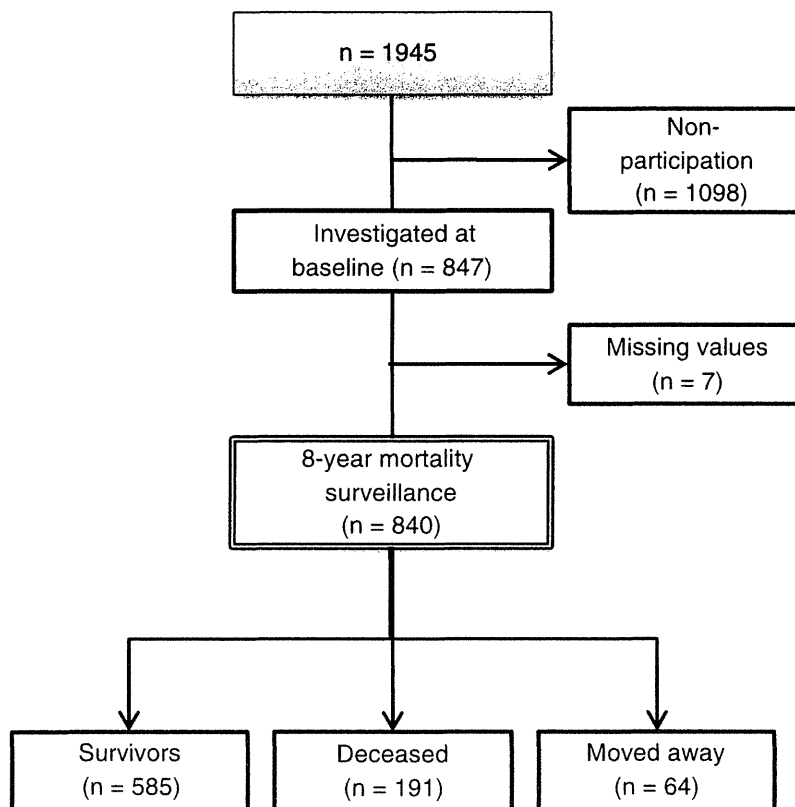 n = 1945
Non-
participation
(n = 1098)
Investigated at
baseline (n = 847)
Missing values
(n = 7)
8-year mortality
surveillance
(n = 840)
Survivors
(n = 585)
Deceased
(n = 191)
Moved away
(n = 64)